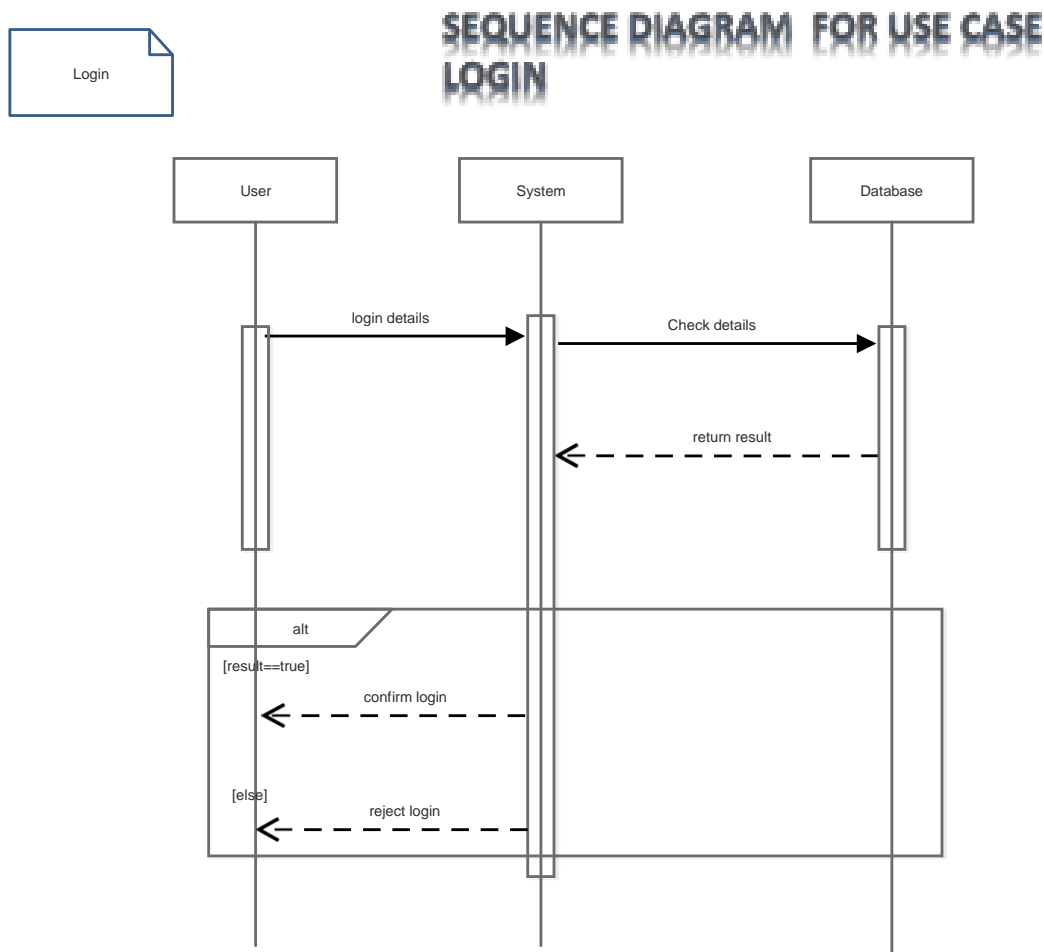 SEQUENCE DIAGRAM FOR USE CASE
LOGIN
Login
User
System
Database
login details
Check details
return result
alt
[result==true]
confirm login
[else]
reject login